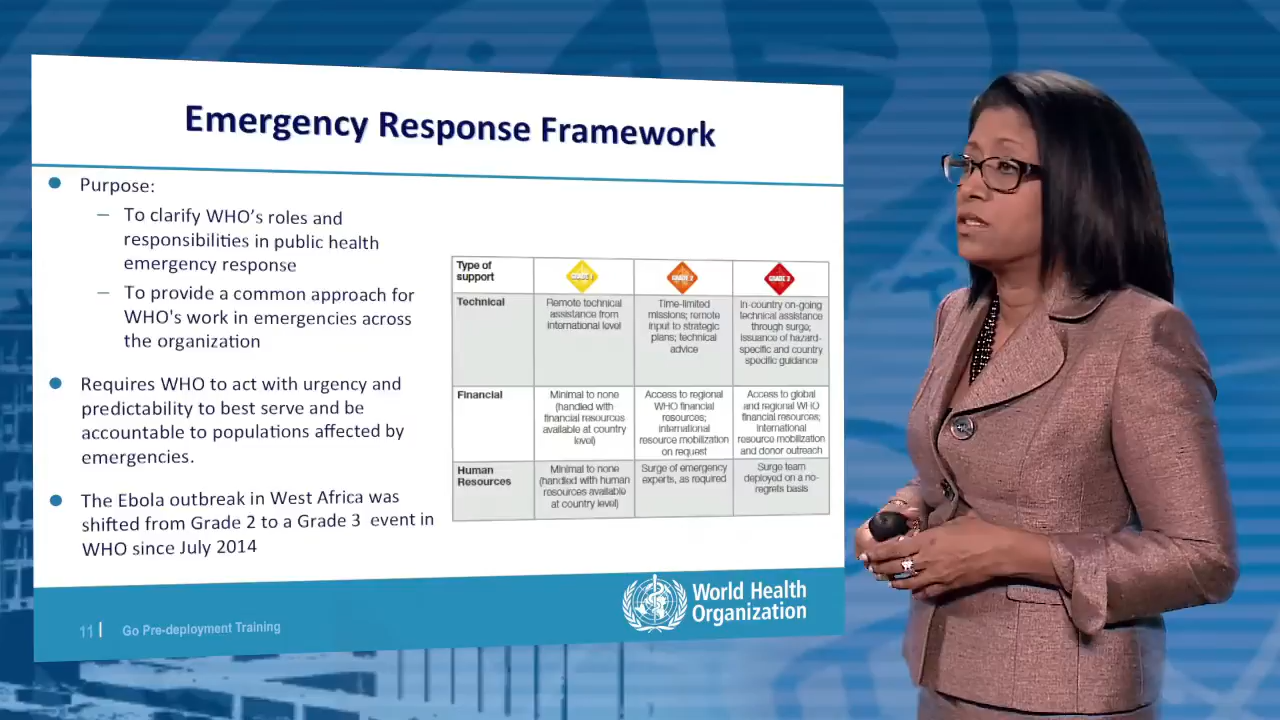 Emergency Response Framework
Purpose:
– To clarify WHO's roles and
responsibilities in public health
emergency response
– To provide a common approach for
WHO's work in emergencies across
the organization
Requires WHO to act with urgency and
predictability to best serve and be
accountable to populations affected by
emergencies.
The Ebola outbreak in West Africa was
shifted from Grade 2 to a Grade 3 event in
WHO since July 2014
Type of
support
GRADE 1
GRADE 2
GRADE 3
Technical
Remote technical
assistance from
international level
Time-limited
missions; remote
input to strategic
plans; technical
advice
In-country on-going
technical assistance
through surge;
issuance of hazard-
specific and country
specific guidance
Financial
Minimal to none
(handled with
financial resources
available at country
level)
Access to regional
WHO financial
resources;
international
resource mobilization
on request
Access to global
and regional WHO
financial resources;
international
resource mobilization
and donor outreach
Human
Resources
Minimal to none
(handled with human
resources available
at country level)
Surge of emergency
experts, as required
Surge team
deployed on a no-
regrets basis
11 | Go Pre-deployment Training
World Health
Organization